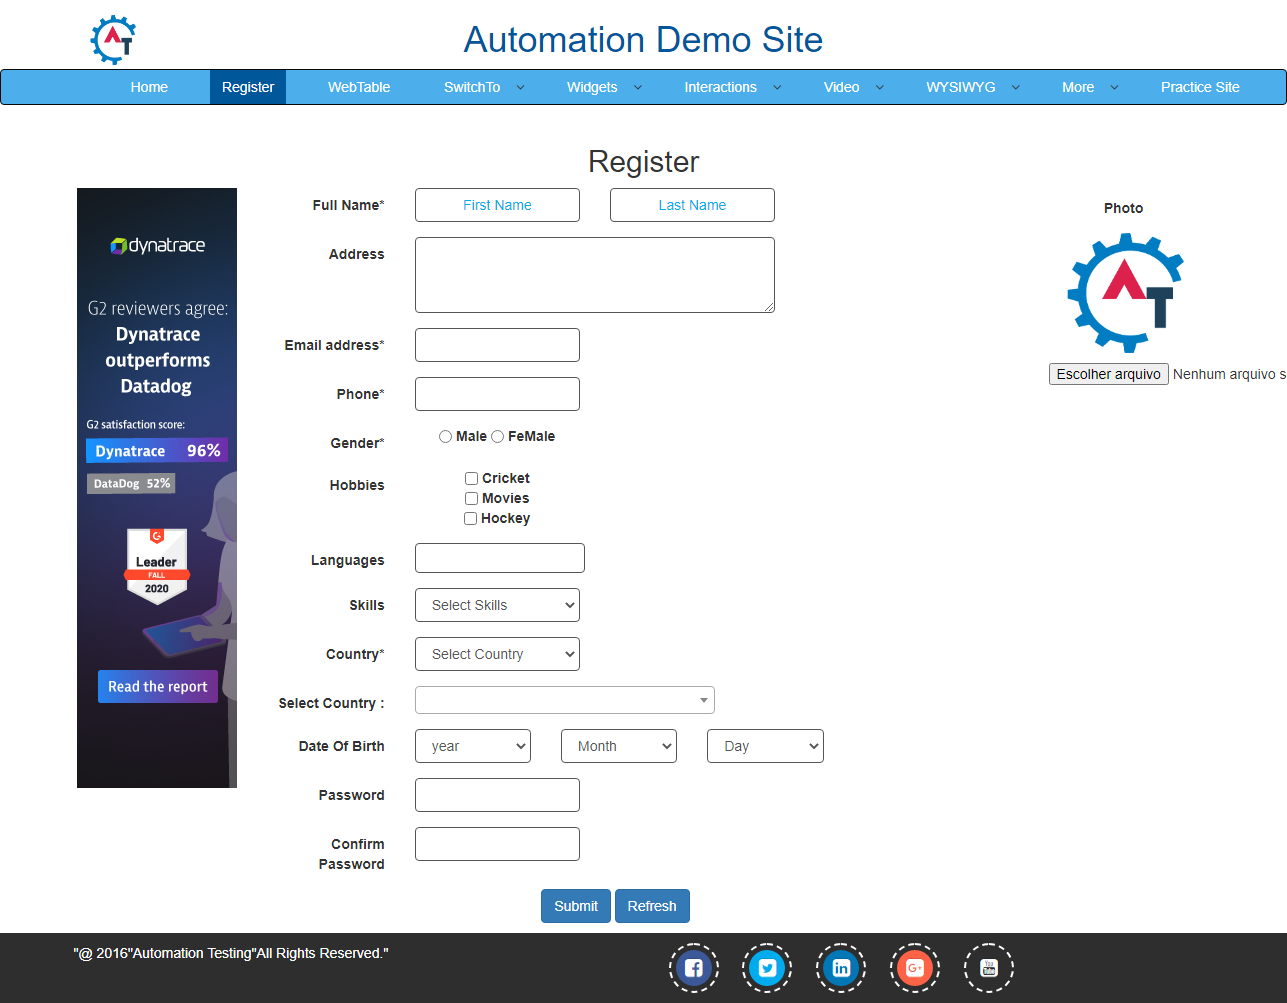 AT
Automation Demo Site
Home Register WebTable SwitchTo Widgets Interactions Video WYSIWYG More Practice Site
Register
dynatrace
G2 reviewers agree:
Dynatrace
outperforms
Datadog
G2 satisfaction score:
Dynatrace 96%
DataDog 52%
Leader
FALL
2020
Read the report
Full Name* First Name Last Name
Address
Email address*
Phone*
Gender* Male FeMale
Hobbies Cricket
Movies
Hockey
Languages
Skills Select Skills
Country* Select Country
Select Country :
Date Of Birth year Month Day
Password
Confirm
Password
Submit Refresh
Photo
AT
Escolher arquivo Nenhum arquivo s
"@ 2016"Automation Testing"All Rights Reserved."
f in G+ You Tube